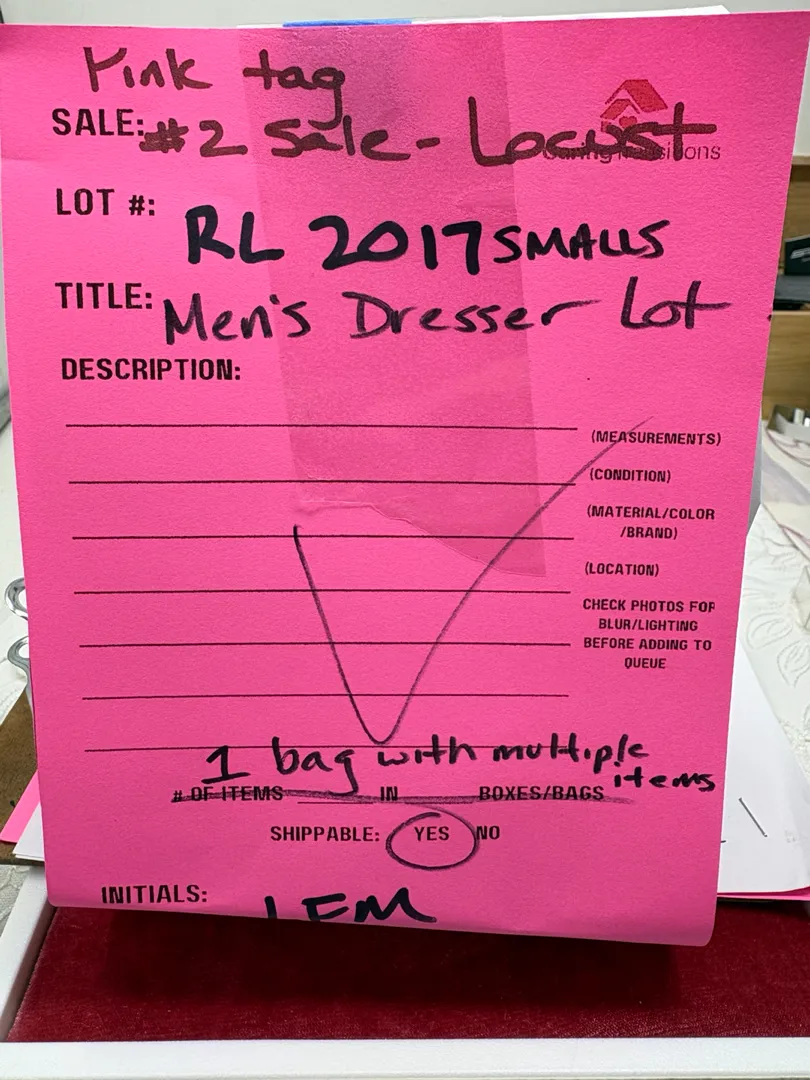 Pink tag
SALE: #2 Sale - Locust
Caring Transitions
LOT #: RL 2017 SMALLS
TITLE: Men's Dresser Lot
DESCRIPTION:
(MEASUREMENTS)
(CONDITION)
(MATERIAL/COLOR
/BRAND)
(LOCATION)
CHECK PHOTOS FOR
BLUR/LIGHTING
BEFORE ADDING TO
QUEUE
1 bag with multiple
items
# OF ITEMS IN BOXES/BAGS
SHIPPABLE: YES NO
INITIALS: LEM